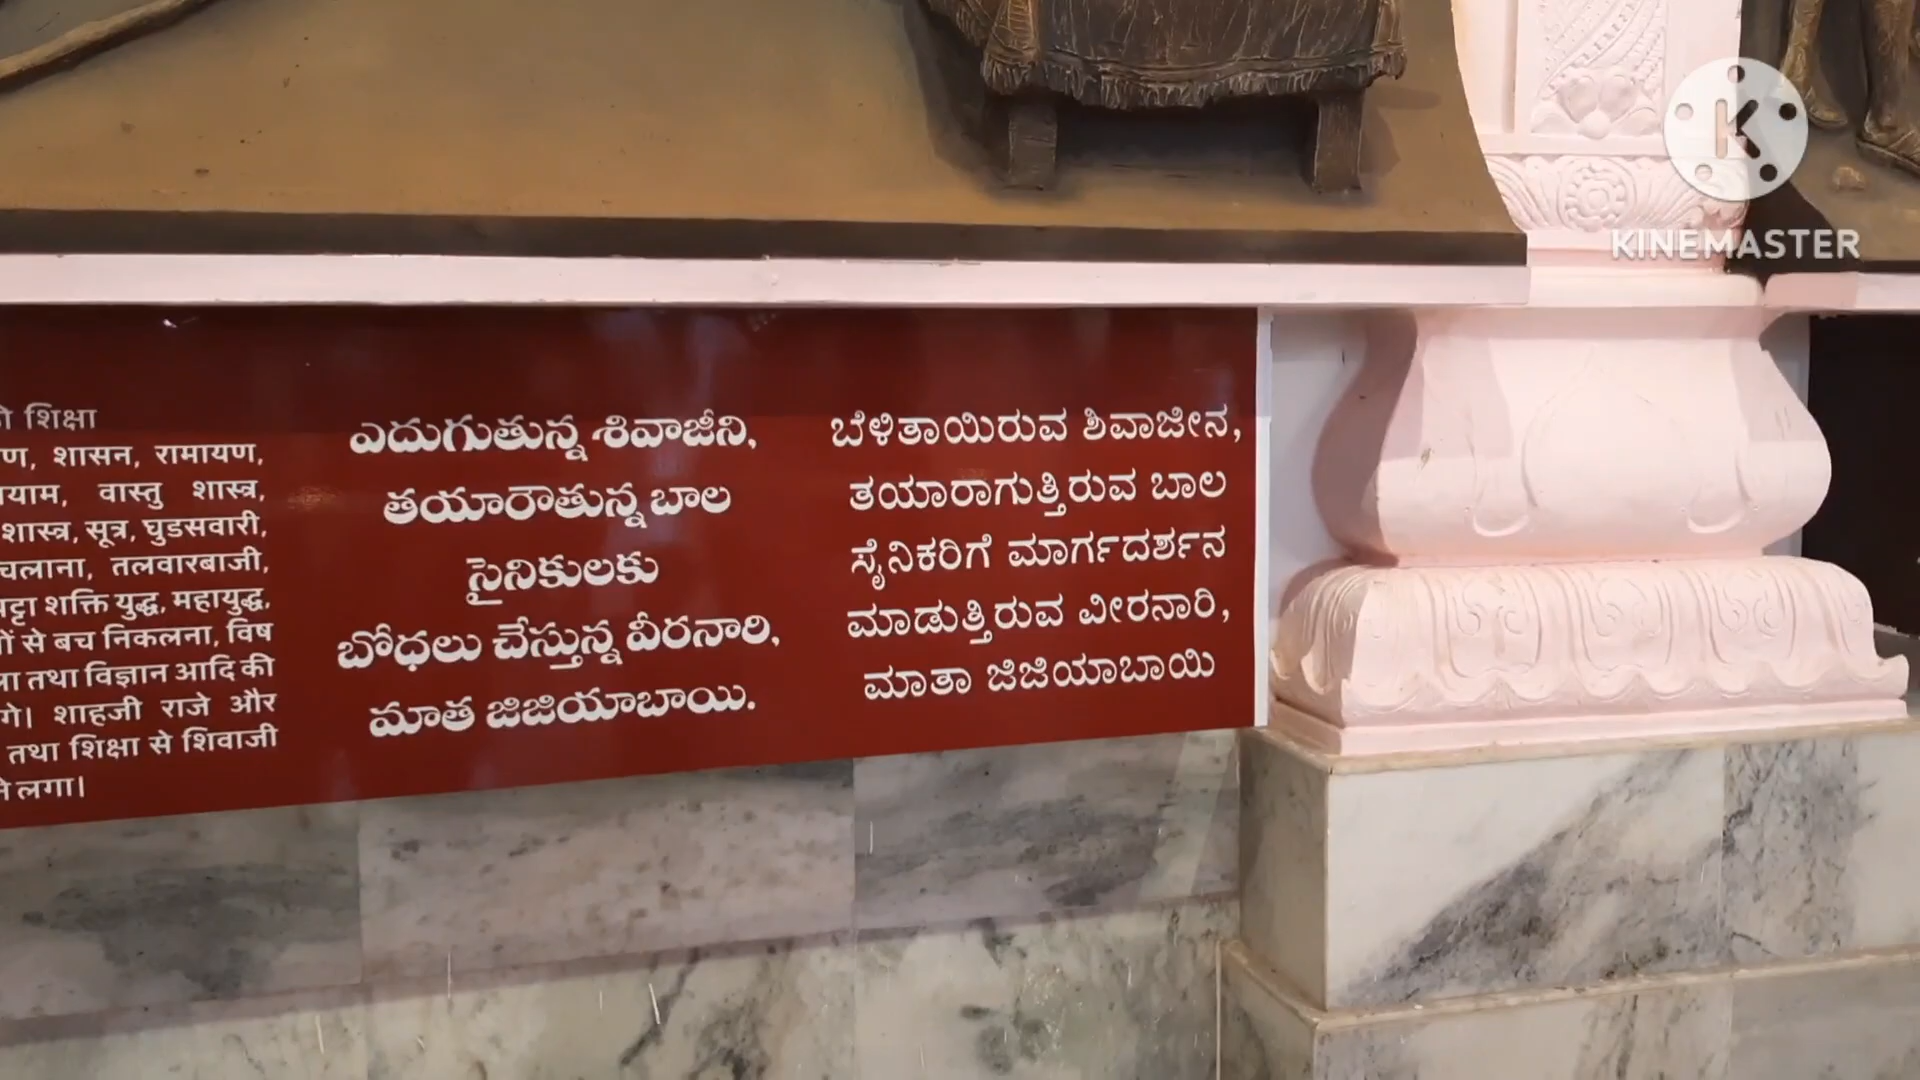 शिक्षा
शासन, रामायण,
वास्तु शास्त्र,
शास्त्र, सूत्र, घुडसवारी,
चलाना, तलवारबाजी,
शक्ति युद्ध, महायुद्ध,
से बच निकलना, विष
तथा विज्ञान आदि की
शाहजी राजे और
तथा शिक्षा से शिवाजी
लगा।
ఎదుగుతున్న శివాజీని,
తయారౌతున్న బాల
సైనికులకు
బోధలు చేస్తున్న వీరనారి,
మాత జిజియాబాయి.
ಬೆಳಿತಾಯಿರುವ ಶಿವಾಜೀನ,
ತಯಾರಾಗುತ್ತಿರುವ ಬಾಲ
ಸೈನಿಕರಿಗೆ ಮಾರ್ಗದರ್ಶನ
ಮಾಡುತ್ತಿರುವ ವೀರನಾರಿ,
ಮಾತಾ ಜಿಜಿಯಾಬಾಯಿ
K
KINEMASTER